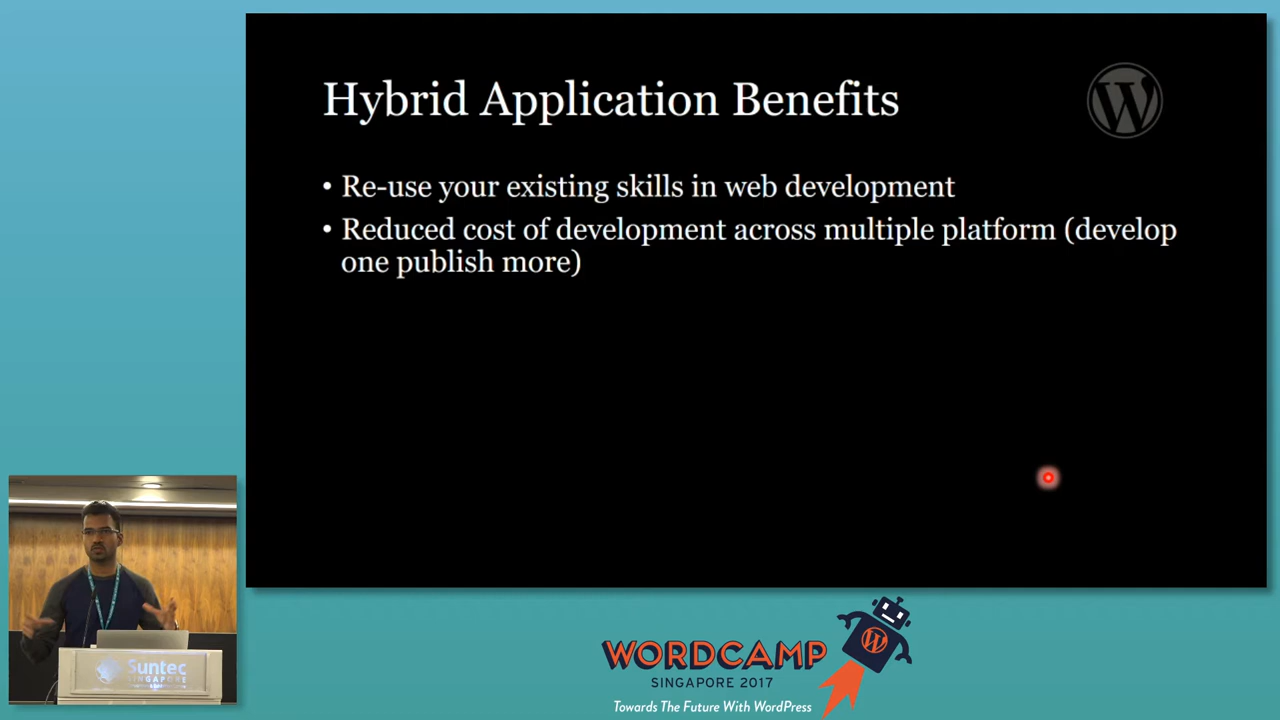 Hybrid Application Benefits
• Re-use your existing skills in web development
• Reduced cost of development across multiple platform (develop
one publish more)
Suntec
SINGAPORE
WORDCAMP
SINGAPORE 2017
Towards The Future With WordPress